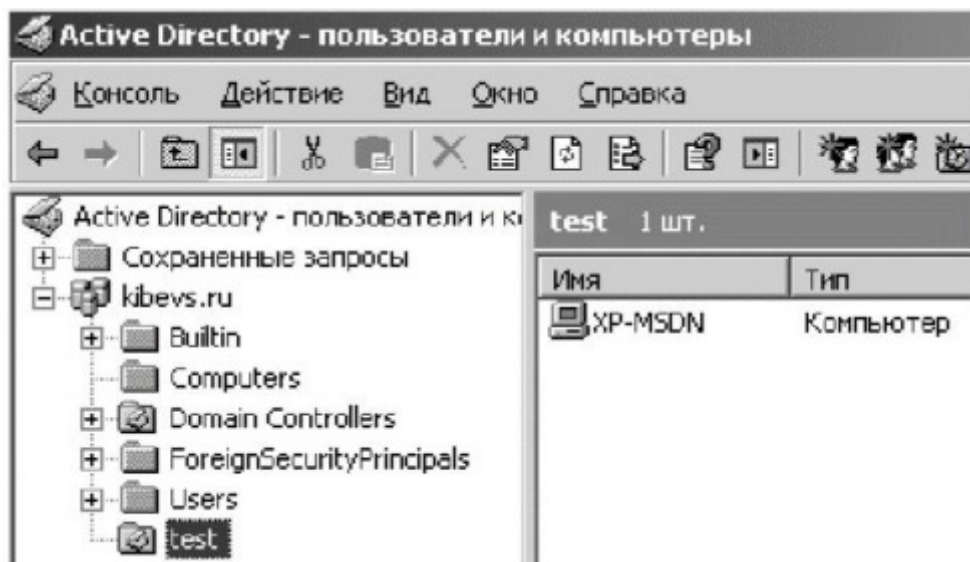 Active Directory - пользователи и компьютеры
Консоль Действие Вид Окно Справка
Active Directory - пользователи и к
test 1 шт.
Сохраненные запросы
Имя Тип
kibevs.ru
XP-MSDN Компьютер
Builtin
Computers
Domain Controllers
ForeignSecurityPrincipals
Users
test